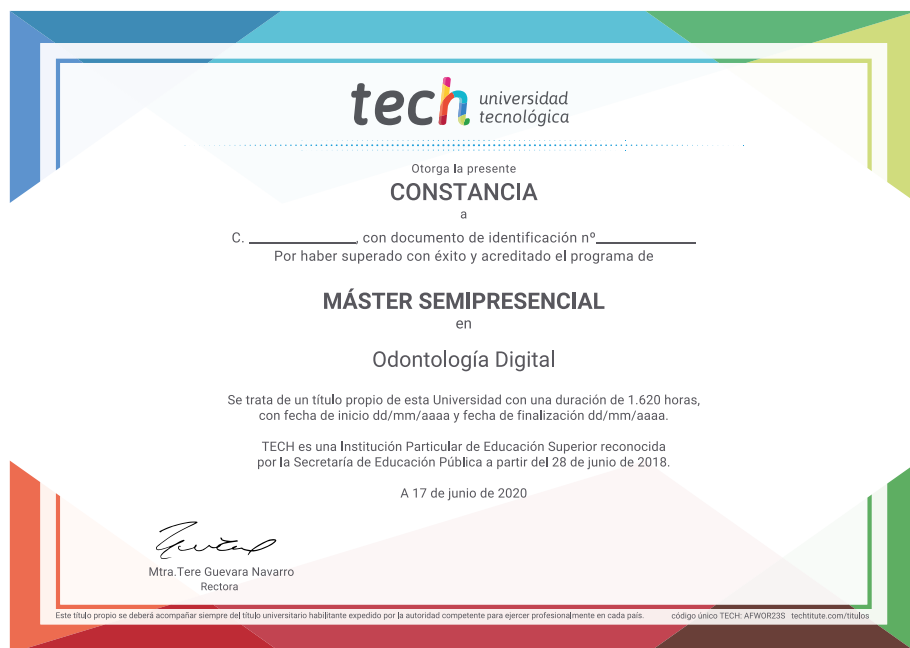 tech universidad
tecnológica
Otorga la presente
CONSTANCIA
a
C. ____________, con documento de identificación nº____________
Por haber superado con éxito y acreditado el programa de
MÁSTER SEMIPRESENCIAL
en
Odontología Digital
Se trata de un título propio de esta Universidad con una duración de 1.620 horas,
con fecha de inicio dd/mm/aaaa y fecha de finalización dd/mm/aaaa.
TECH es una Institución Particular de Educación Superior reconocida
por la Secretaría de Educación Pública a partir del 28 de junio de 2018.
A 17 de junio de 2020
Mtra.Tere Guevara Navarro
Rectora
Este título propio se deberá acompañar siempre del título universitario habilitante expedido por la autoridad competente para ejercer profesionalmente en cada país. código único TECH: AFWOR23S techtitute.com/titulos